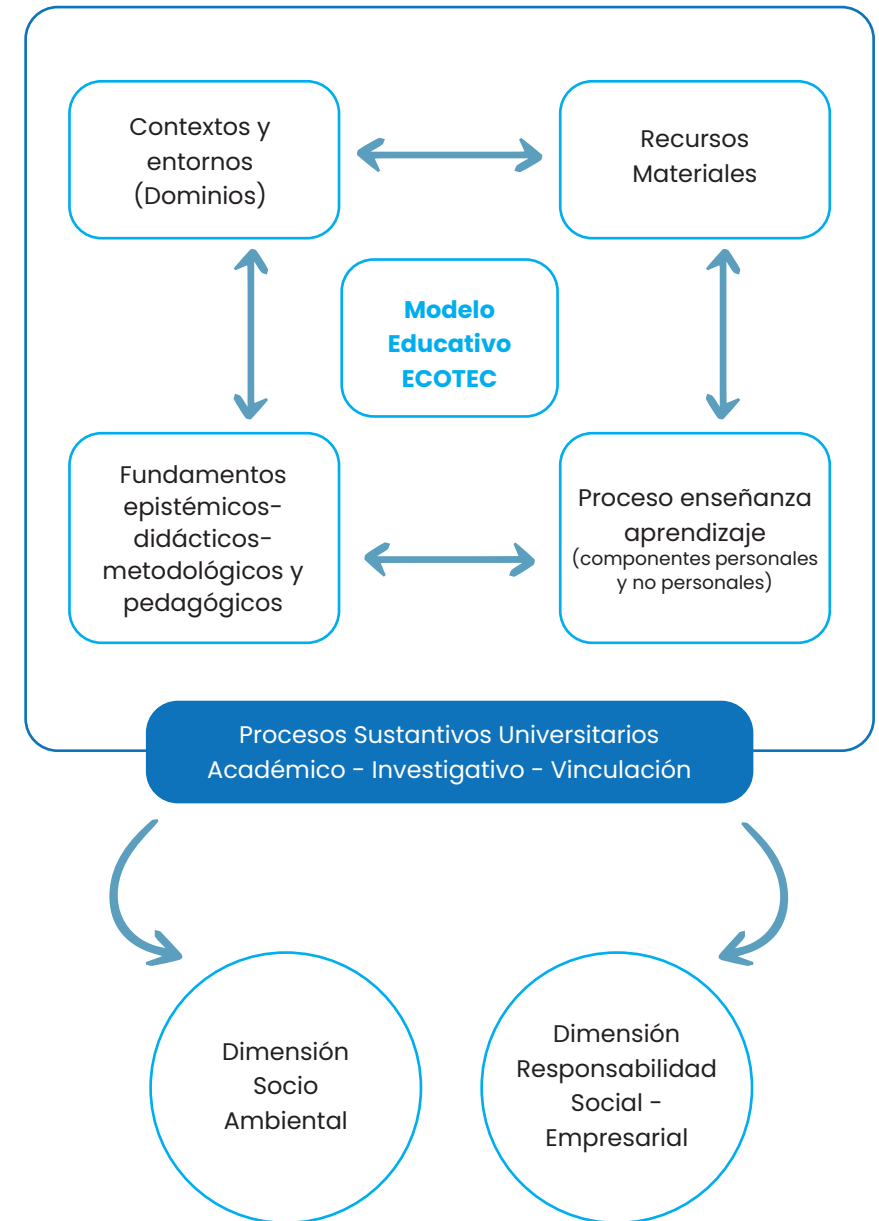 Contextos y
entornos
(Dominios)
Recursos
Materiales
Modelo
Educativo
ECOTEC
Fundamentos
epistémicos-
didácticos-
metodológicos y
pedagógicos
Proceso enseñanza
aprendizaje
(componentes personales
y no personales)
Procesos Sustantivos Universitarios
Académico - Investigativo - Vinculación
Dimensión
Socio
Ambiental
Dimensión
Responsabilidad
Social -
Empresarial